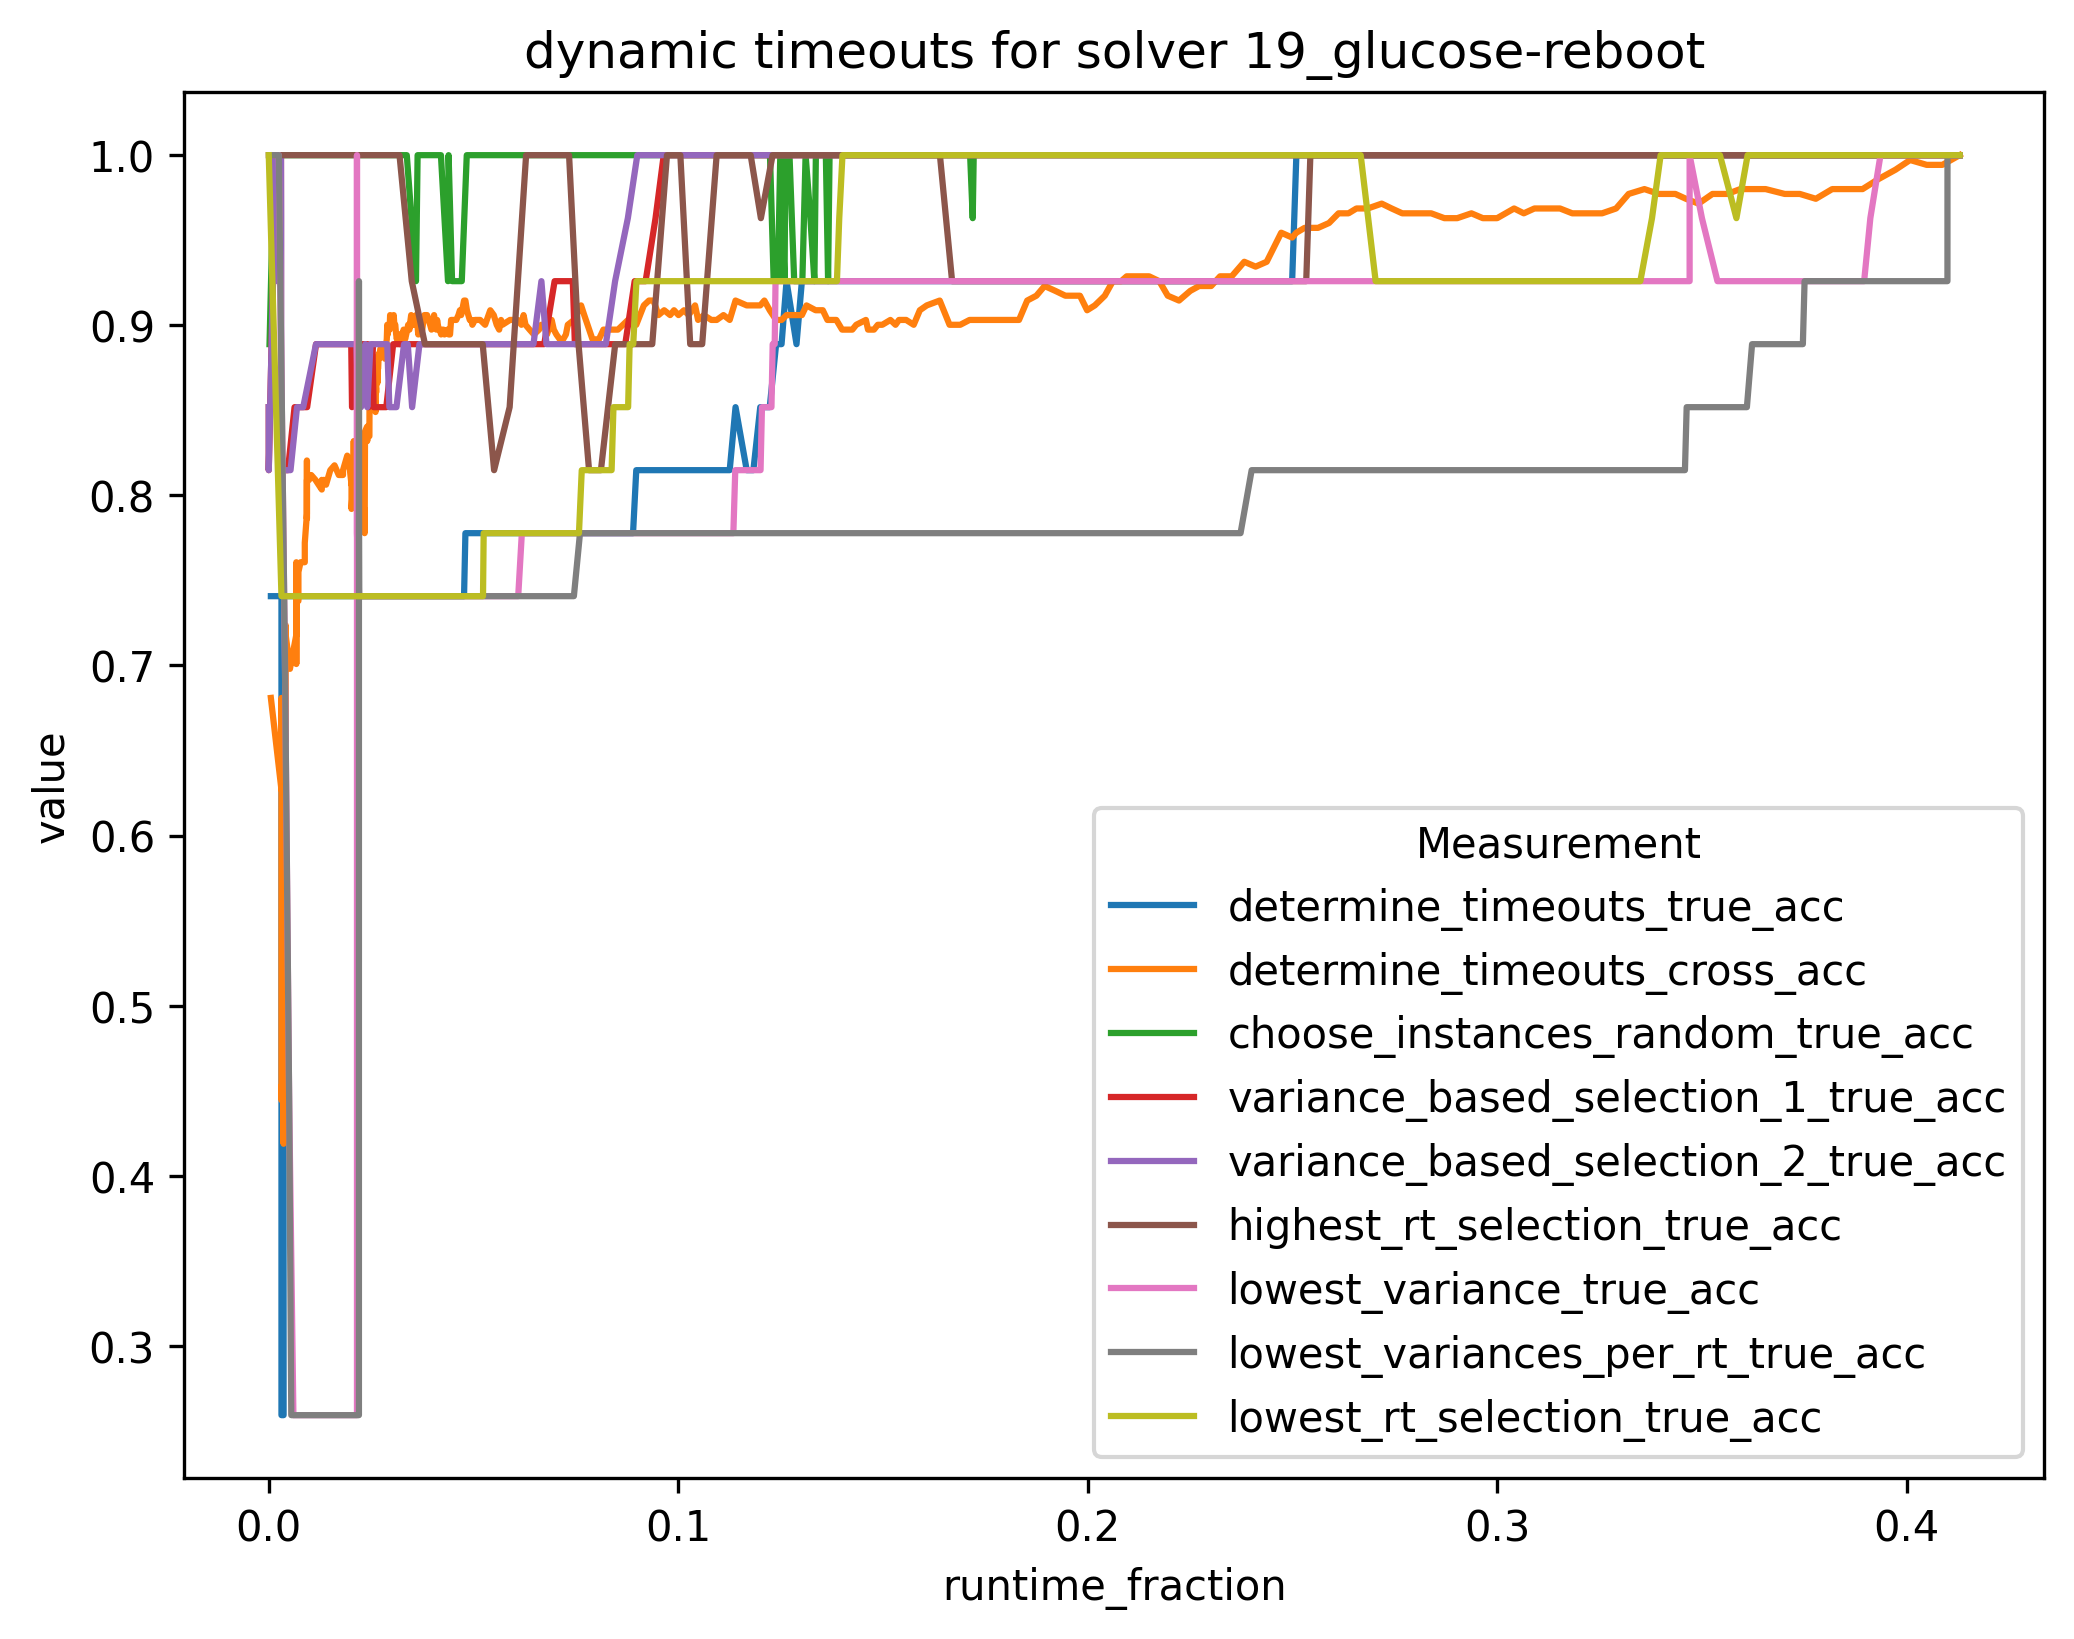 dynamic timeouts for solver 19_glucose-reboot
value
1.0
0.9
0.8
0.7
0.6
0.5
0.4
0.3
Measurement
determine_timeouts_true_acc
determine_timeouts_cross_acc
choose_instances_random_true_acc
variance_based_selection_1_true_acc
variance_based_selection_2_true_acc
highest_rt_selection_true_acc
lowest_variance_true_acc
lowest_variances_per_rt_true_acc
lowest_rt_selection_true_acc
0.0 0.1 0.2 0.3 0.4
runtime_fraction